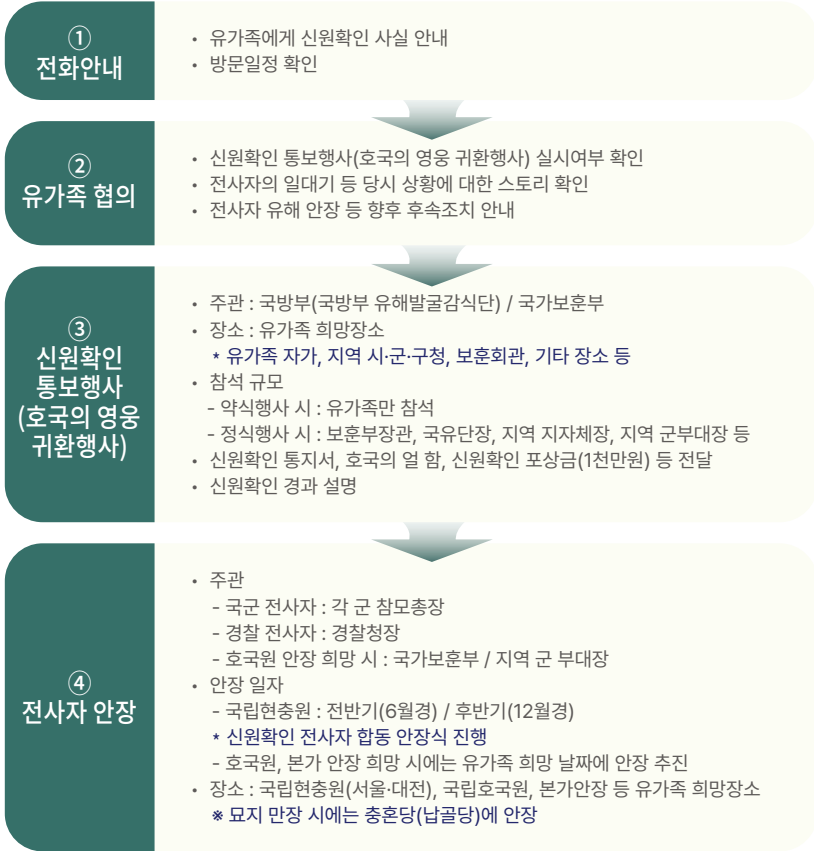 ①
전화안내
• 유가족에게 신원확인 사실 안내
• 방문일정 확인
②
유가족 협의
• 신원확인 통보행사(호국의 영웅 귀환행사) 실시여부 확인
• 전사자의 일대기 등 당시 상황에 대한 스토리 확인
• 전사자 유해 안장 등 향후 후속조치 안내
③
신원확인
통보행사
(호국의 영웅
귀환행사)
• 주관 : 국방부(국방부 유해발굴감식단) / 국가보훈부
• 장소 : 유가족 희망장소
* 유가족 자가, 지역 시·군·구청, 보훈회관, 기타 장소 등
• 참석 규모
- 약식행사 시 : 유가족만 참석
- 정식행사 시 : 보훈부장관, 국유단장, 지역 지자체장, 지역 군부대장 등
• 신원확인 통지서, 호국의 얼 함, 신원확인 포상금(1천만원) 등 전달
• 신원확인 경과 설명
④
전사자 안장
• 주관
- 국군 전사자 : 각 군 참모총장
- 경찰 전사자 : 경찰청장
- 호국원 안장 희망 시 : 국가보훈부 / 지역 군 부대장
• 안장 일자
- 국립현충원 : 전반기(6월경) / 후반기(12월경)
* 신원확인 전사자 합동 안장식 진행
- 호국원, 본가 안장 희망 시에는 유가족 희망 날짜에 안장 추진
• 장소 : 국립현충원(서울·대전), 국립호국원, 본가안장 등 유가족 희망장소
※ 묘지 만장 시에는 충혼당(납골당)에 안장